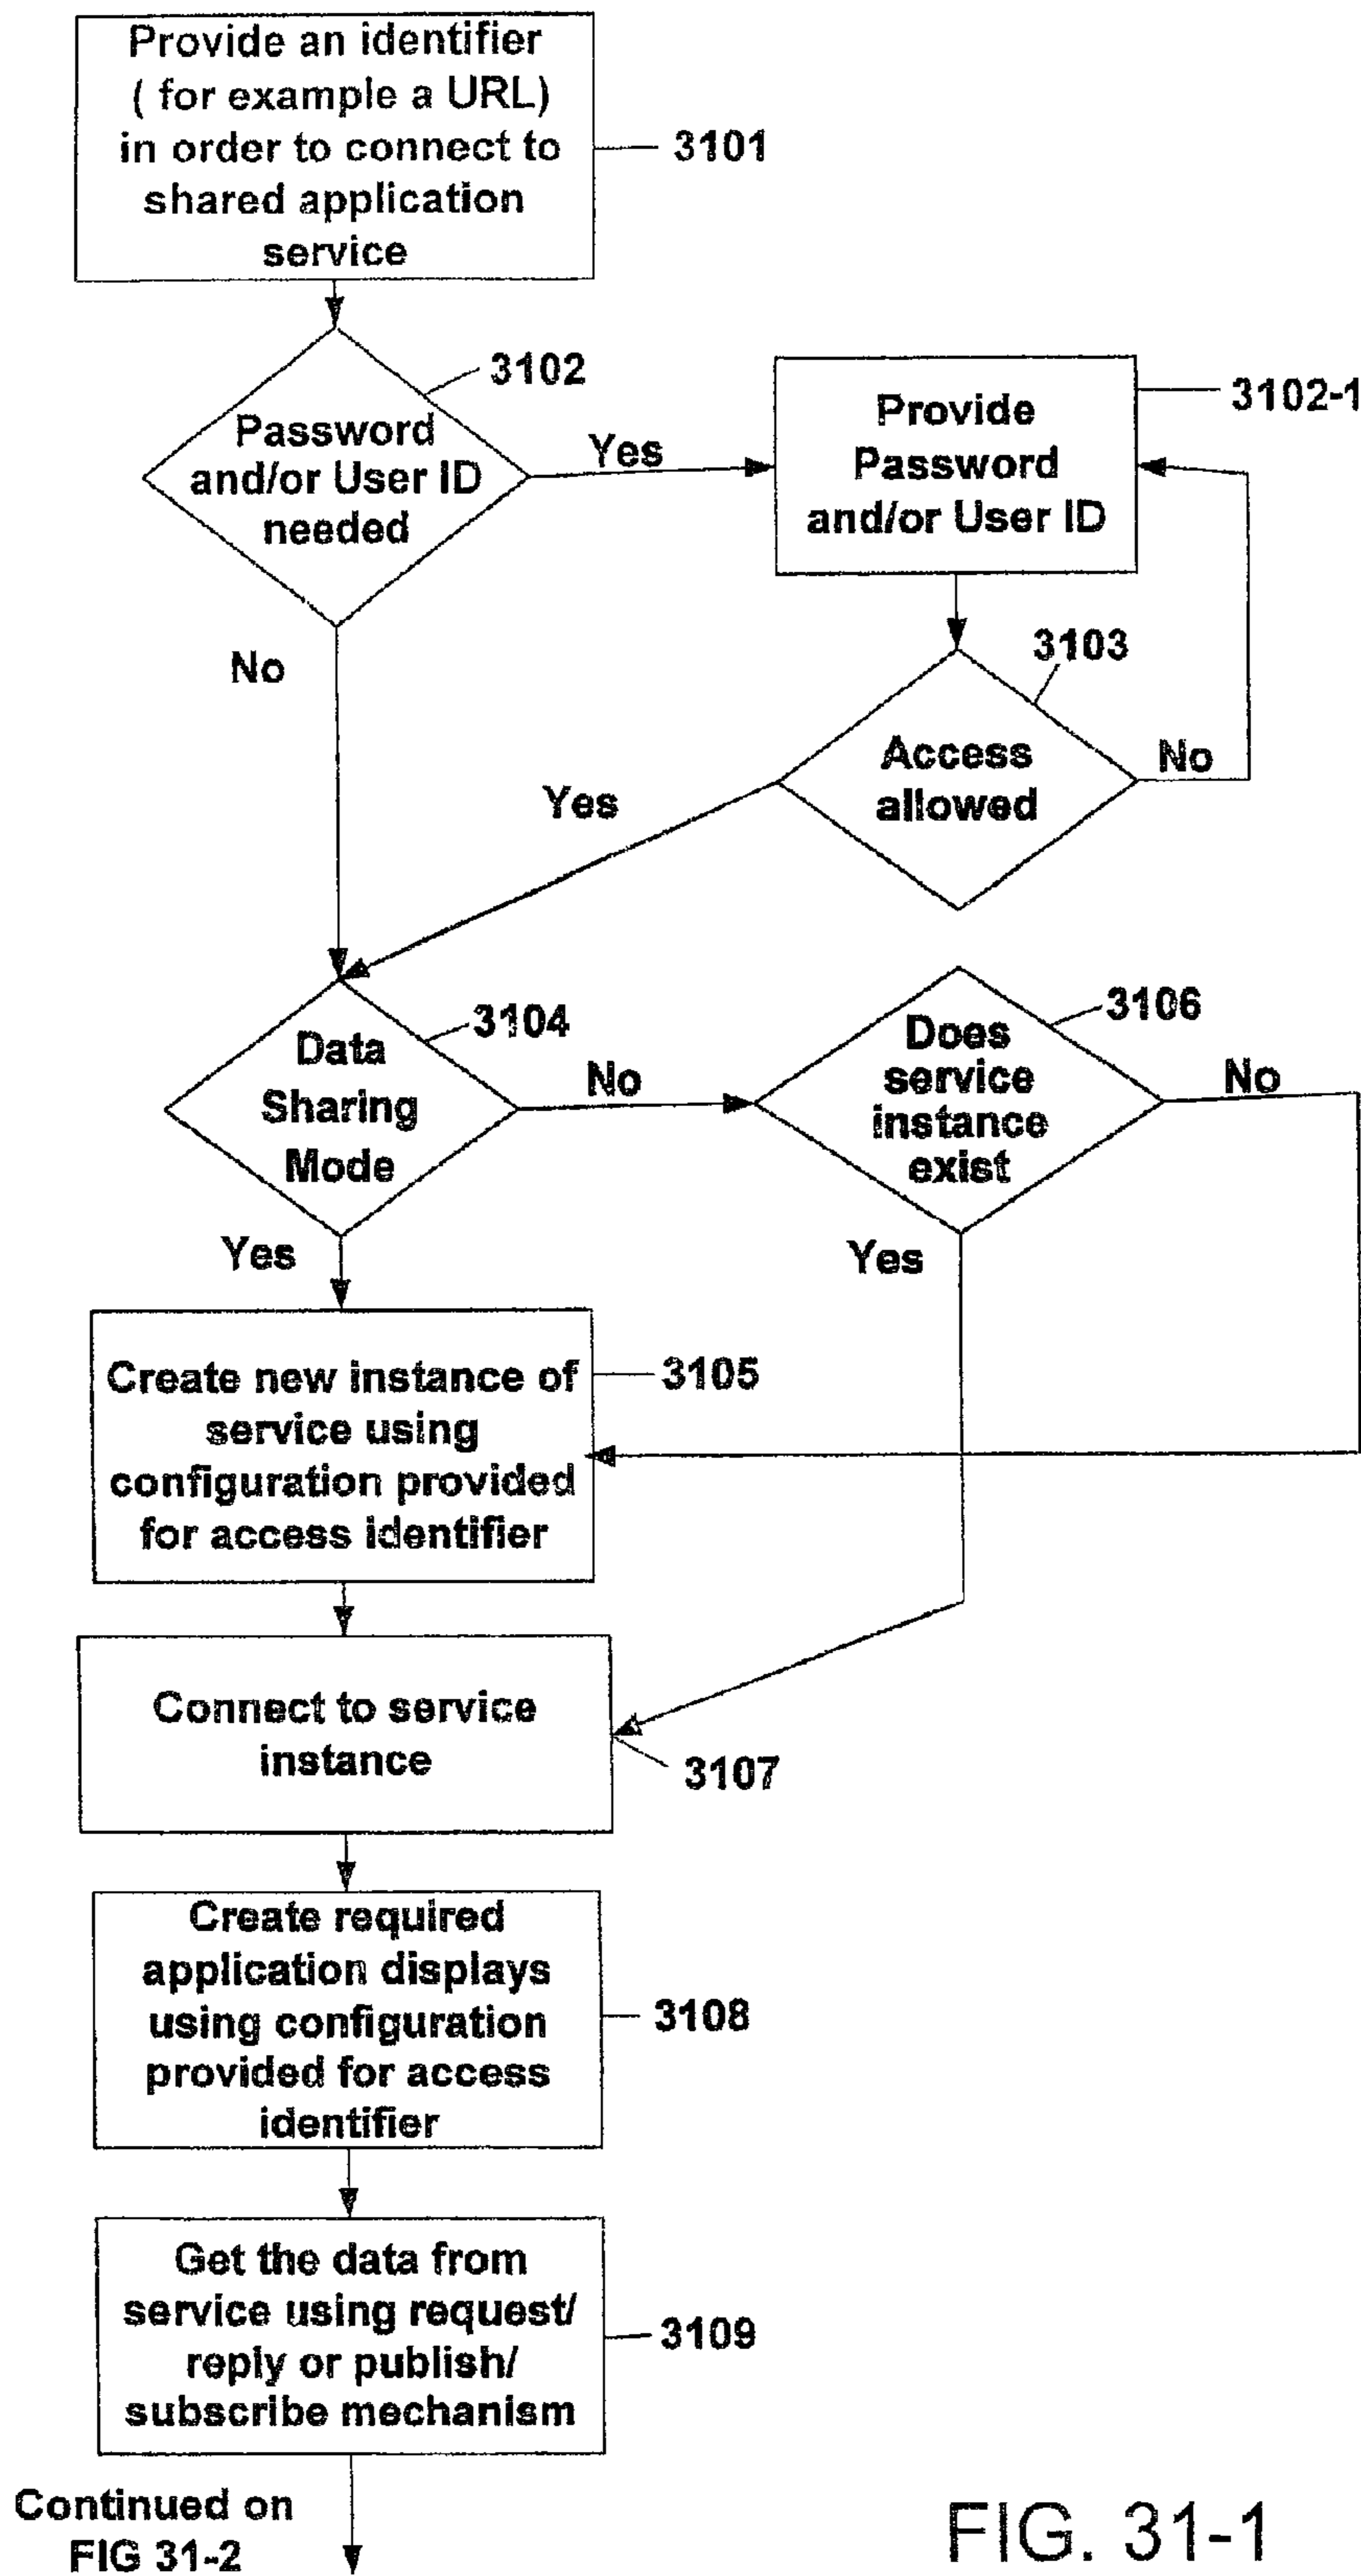 Provide an identifier
( for example a URL)
in order to connect to
shared application
service
3101
3102
Password
and/or User ID
needed
Yes
Provide
Password
and/or User ID
3102-1
No
3103
Access
allowed
No
Yes
3104
Data
Sharing
Mode
No
3106
Does
service
instance
exist
No
Yes
Yes
Create new instance of
service using
configuration provided
for access identifier
3105
Connect to service
instance
3107
Create required
application displays
using configuration
provided for access
identifier
3108
Get the data from
service using request/
reply or publish/
subscribe mechanism
3109
Continued on
FIG 31-2
FIG. 31-1